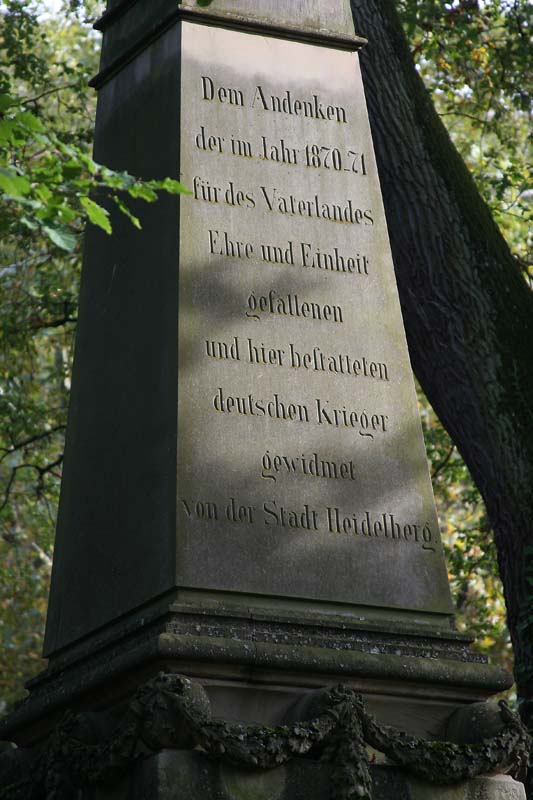 Dem Andenken
der im Jahr 1870-71
für des Vaterlandes
Ehre und Einheit
gefallenen
und hier beſtatteten
deutschen Krieger
gewidmet
von der Stadt Heidelberg.